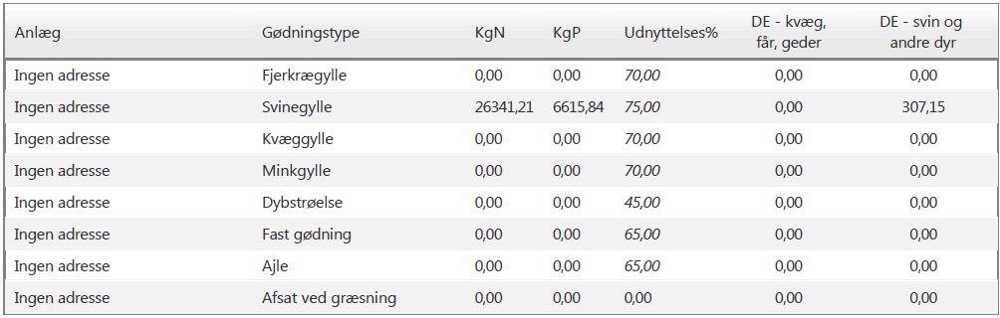 Anlæg Gødningstype KgN KgP Udnyttelses% DE - kvæg, får, geder DE - svin og andre dyr
Ingen adresse Fjerkrægylle 0,00 0,00 70,00 0,00 0,00
Ingen adresse Svinegylle 26341,21 6615,84 75,00 0,00 307,15
Ingen adresse Kvæggylle 0,00 0,00 70,00 0,00 0,00
Ingen adresse Minkgylle 0,00 0,00 70,00 0,00 0,00
Ingen adresse Dybstrøelse 0,00 0,00 45,00 0,00 0,00
Ingen adresse Fast gødning 0,00 0,00 65,00 0,00 0,00
Ingen adresse Ajle 0,00 0,00 65,00 0,00 0,00
Ingen adresse Afsat ved græsning 0,00 0,00 0,00 0,00 0,00